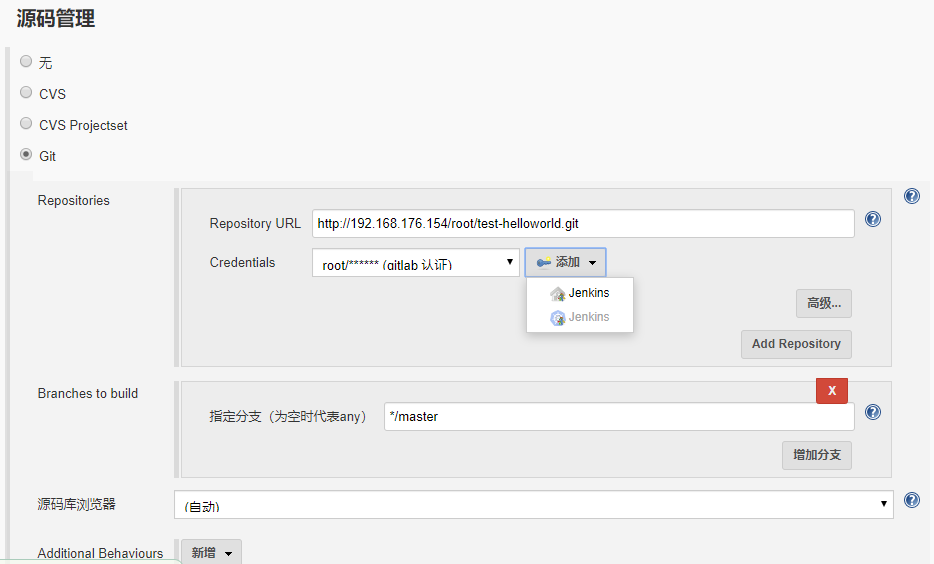 源码管理
无
CVS
CVS Projectset
Git
Repositories
Repository URL http://192.168.176.154/root/test-helloworld.git
Credentials root/****** (gitlab 认证) 添加
Jenkins
Jenkins
高级...
Add Repository
Branches to build
X
指定分支（为空时代表any） */master
增加分支
源码库浏览器 (自动)
Additional Behaviours 新增